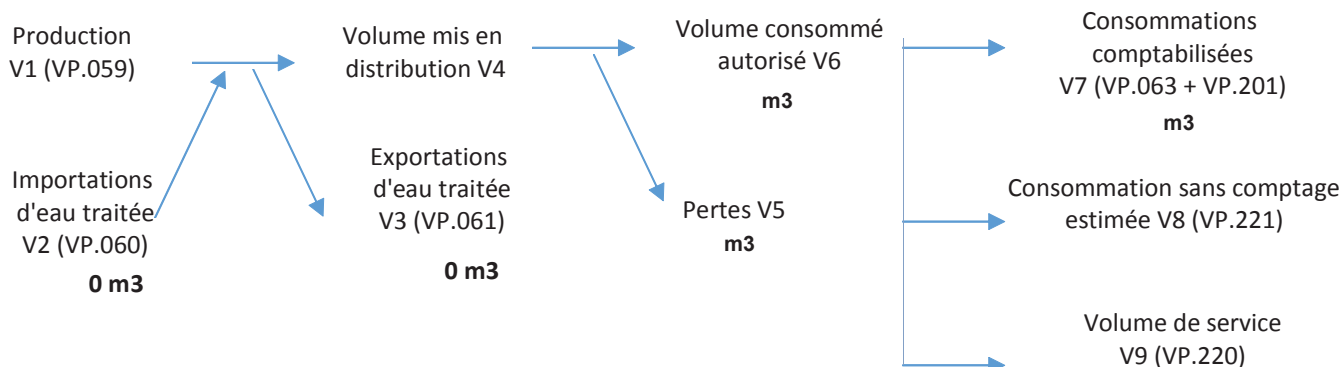 Production
V1 (VP.059)
Importations
d'eau traitée
V2 (VP.060)
0 m3
Volume mis en
distribution V4
Exportations
d'eau traitée
V3 (VP.061)
0 m3
Volume consommé
autorisé V6
m3
Pertes V5
m3
Consommations
comptabilisées
V7 (VP.063 + VP.201)
m3
Consommation sans comptage
estimée V8 (VP.221)
Volume de service
V9 (VP.220)